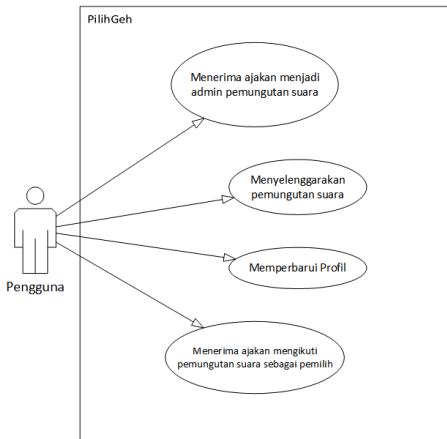 PilihGeh
Menerima ajakan menjadi
admin pemungutan suara
Menyelenggarakan
pemungutan suara
Memperbarui Profil
Pengguna
Menerima ajakan mengikuti
pemungutan suara sebagai pemilih